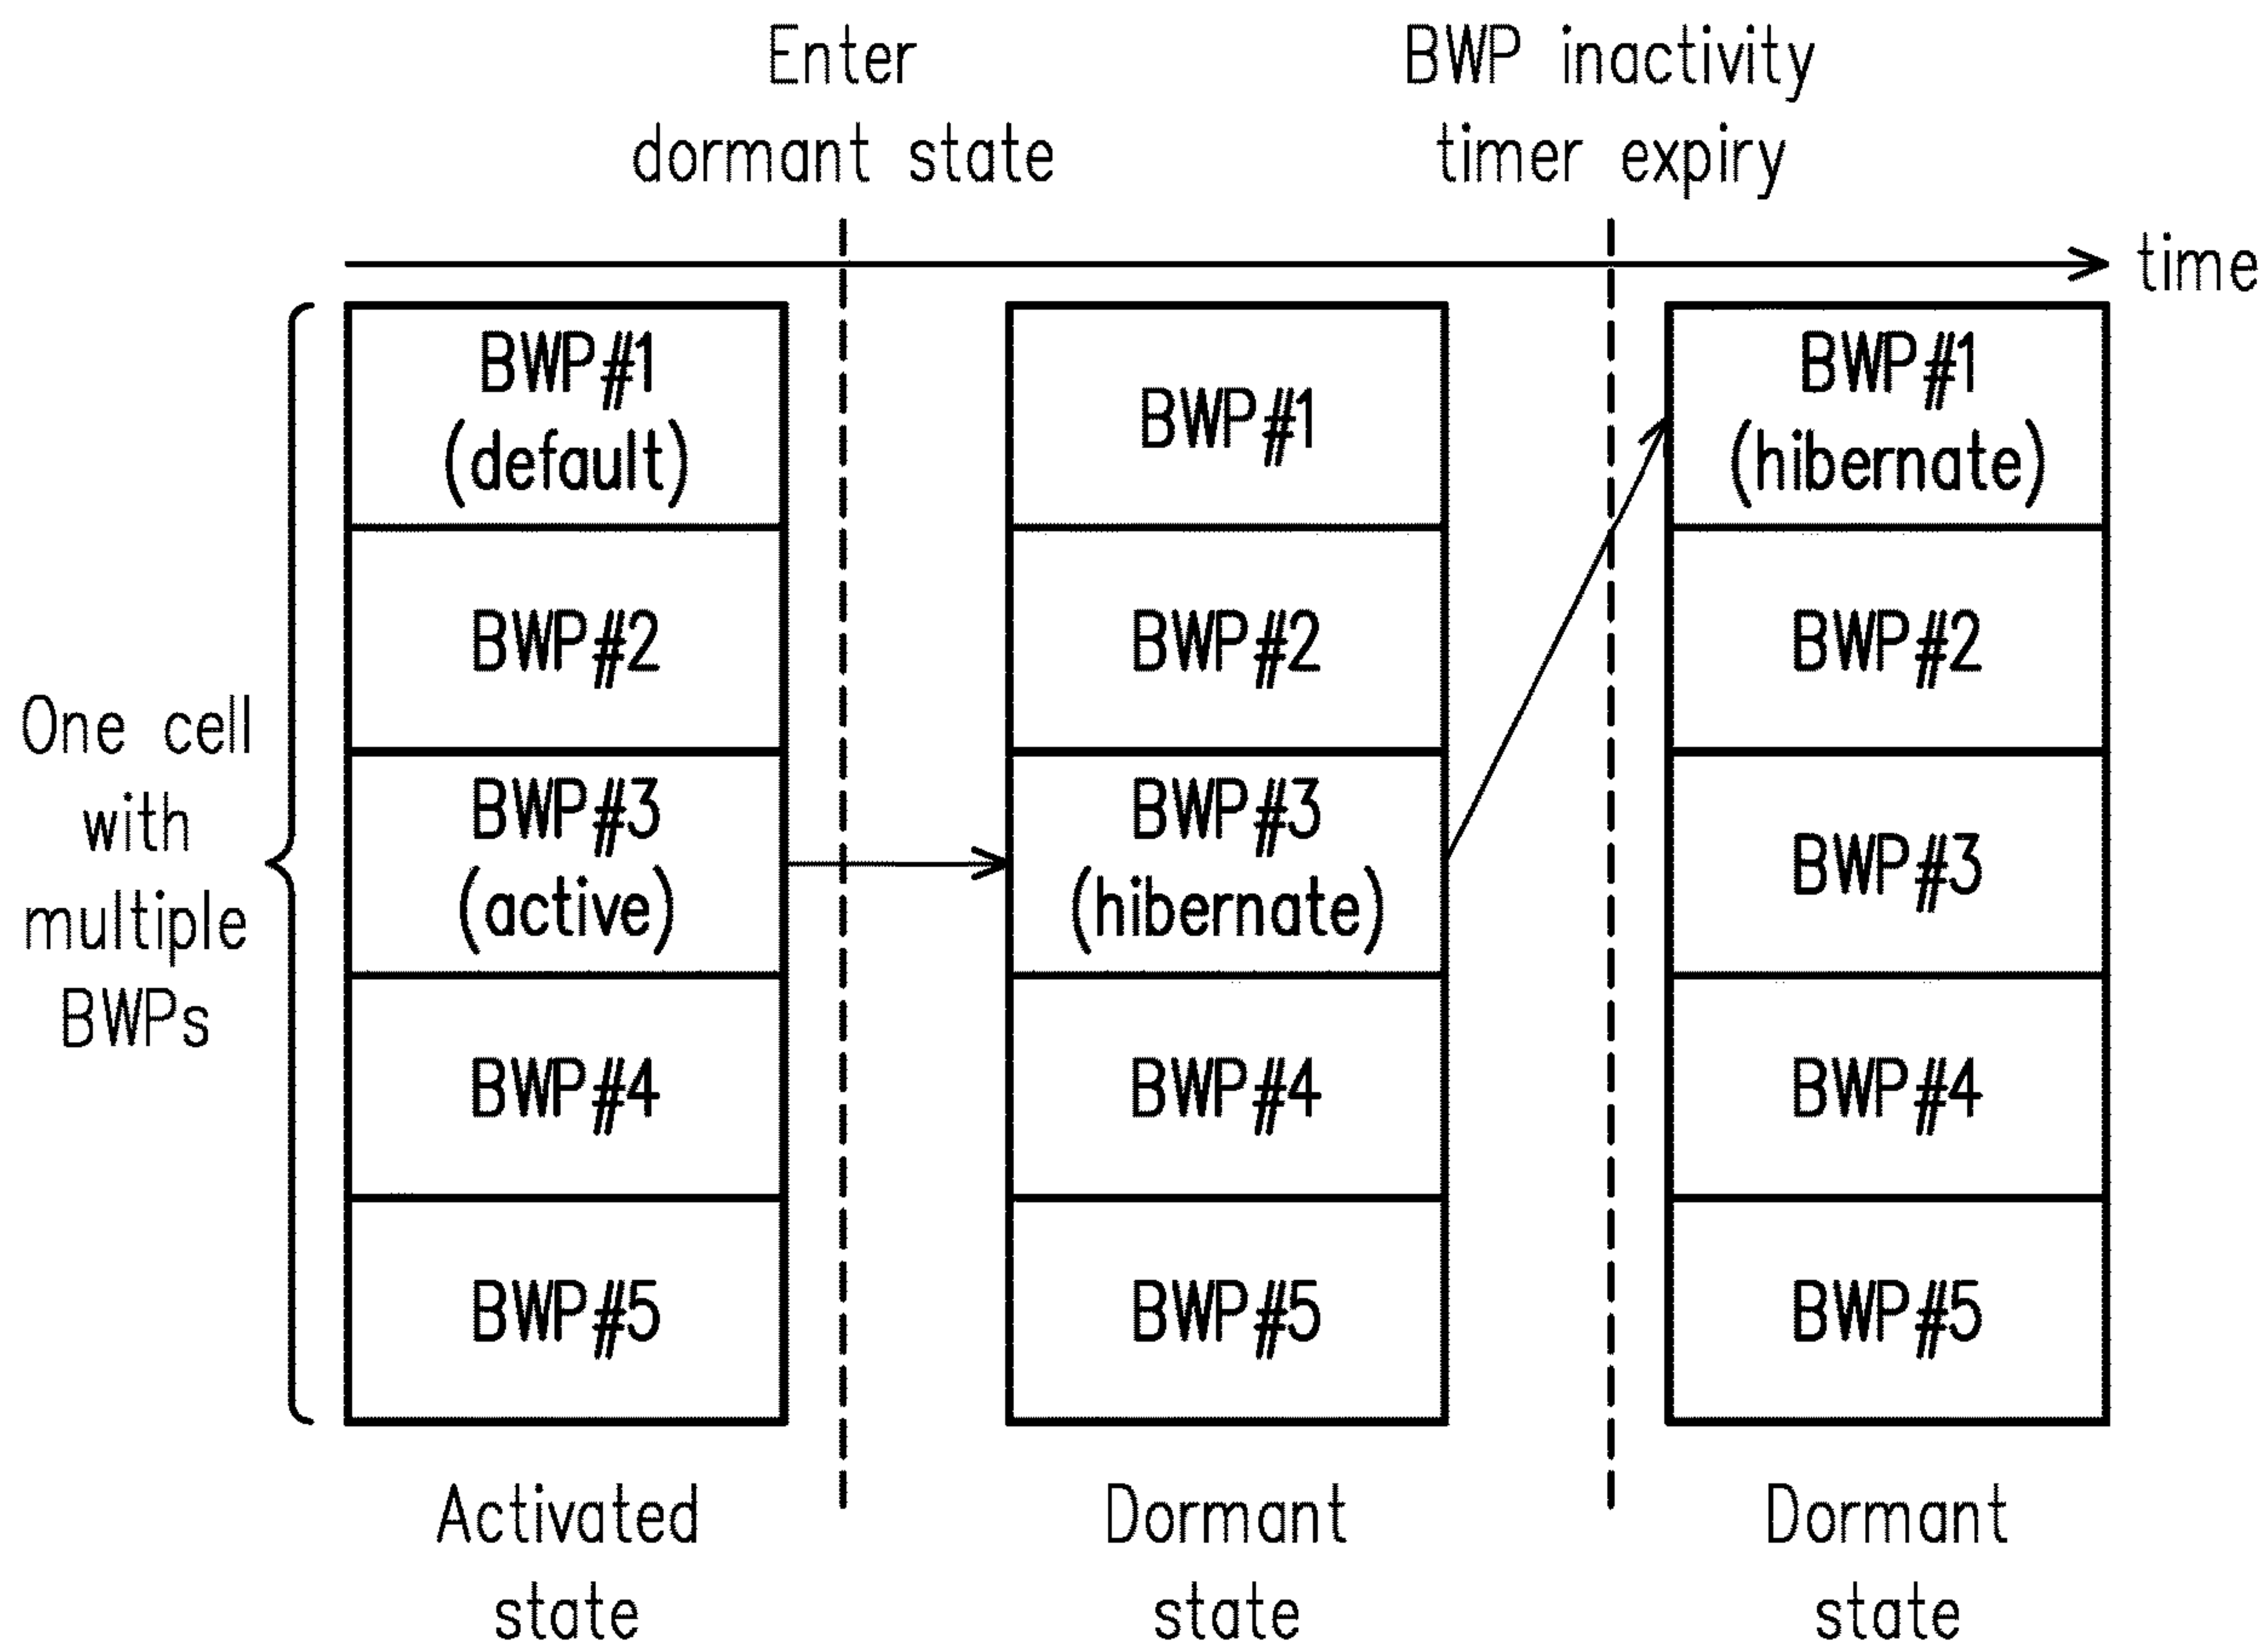 Enter
dormant state
BWP inactivity
timer expiry
time
One cell
with
multiple
BWPs
BWP#1
(default)
BWP#2
BWP#3
(active)
BWP#4
BWP#5
Activated
state
BWP#1
BWP#2
BWP#3
(hibernate)
BWP#4
BWP#5
Dormant
state
BWP#1
(hibernate)
BWP#2
BWP#3
BWP#4
BWP#5
Dormant
state